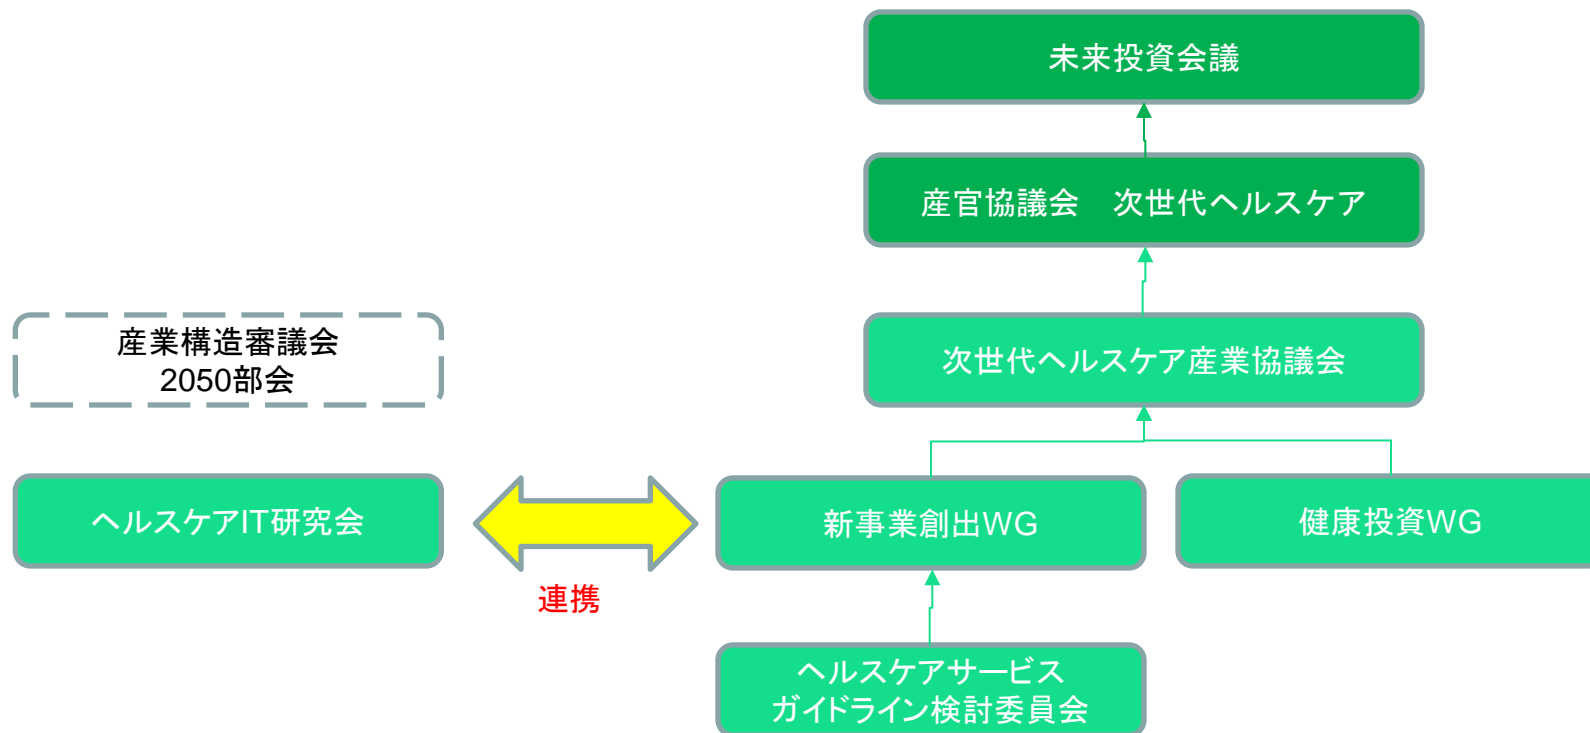 未来投資会議
産官協議会　次世代ヘルスケア
産業構造審議会
2050部会
次世代ヘルスケア産業協議会
ヘルスケアIT研究会
連携
新事業創出WG
健康投資WG
ヘルスケアサービス
ガイドライン検討委員会